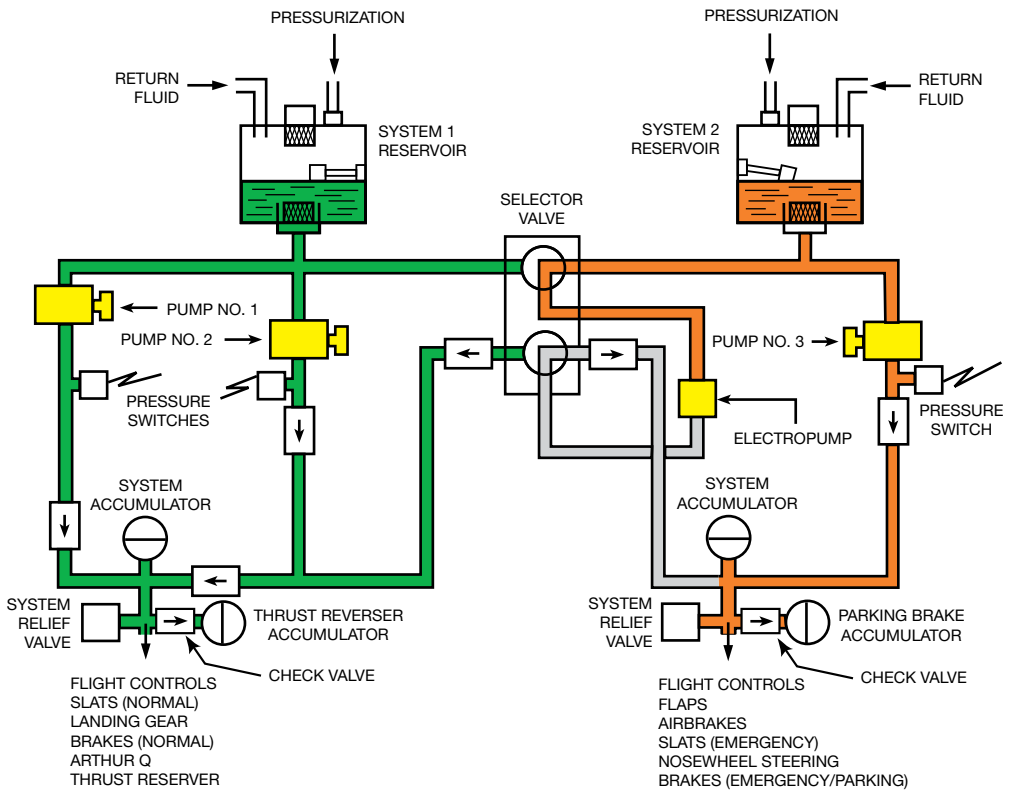 PRESSURIZATION
PRESSURIZATION
RETURN
FLUID
SYSTEM 1
RESERVOIR
SYSTEM 2
RESERVOIR
RETURN
FLUID
SELECTOR
VALVE
PUMP NO. 1
PUMP NO. 2
PUMP NO. 3
PRESSURE
SWITCHES
PRESSURE
SWITCH
ELECTROPUMP
SYSTEM
ACCUMULATOR
SYSTEM
ACCUMULATOR
SYSTEM
RELIEF
VALVE
THRUST REVERSER
ACCUMULATOR
SYSTEM
RELIEF
VALVE
PARKING BRAKE
ACCUMULATOR
CHECK VALVE
CHECK VALVE
FLIGHT CONTROLS
SLATS (NORMAL)
LANDING GEAR
BRAKES (NORMAL)
ARTHUR Q
THRUST RESERVER
FLIGHT CONTROLS
FLAPS
AIRBRAKES
SLATS (EMERGENCY)
NOSEWHEEL STEERING
BRAKES (EMERGENCY/PARKING)